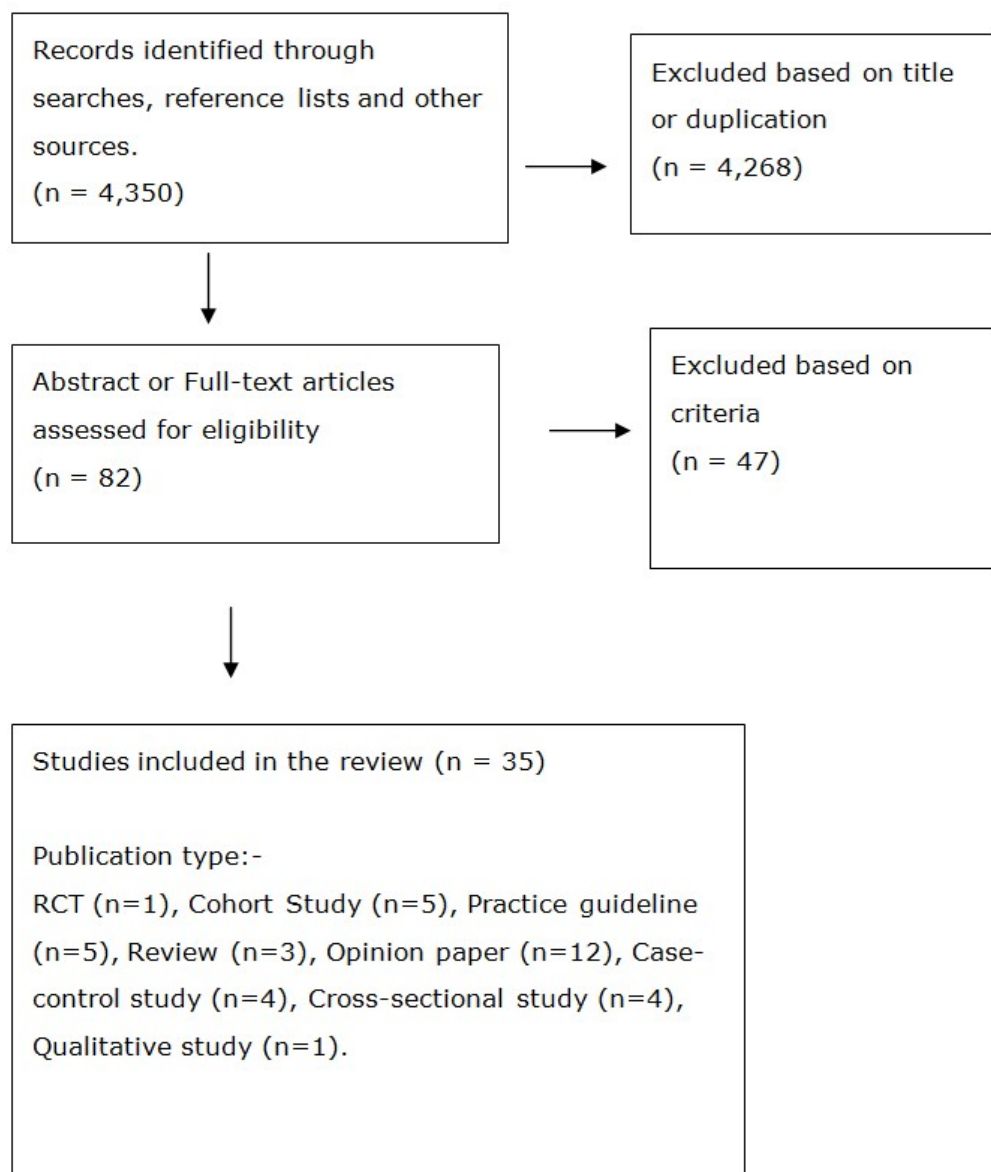 Records identified through
searches, reference lists and other
sources.
(n = 4,350)
Excluded based on title
or duplication
(n = 4,268)
Abstract or Full-text articles
assessed for eligibility
(n = 82)
Excluded based on
criteria
(n = 47)
Studies included in the review (n = 35)
Publication type:-
RCT (n=1), Cohort Study (n=5), Practice guideline
(n=5), Review (n=3), Opinion paper (n=12), Case-
control study (n=4), Cross-sectional study (n=4),
Qualitative study (n=1).